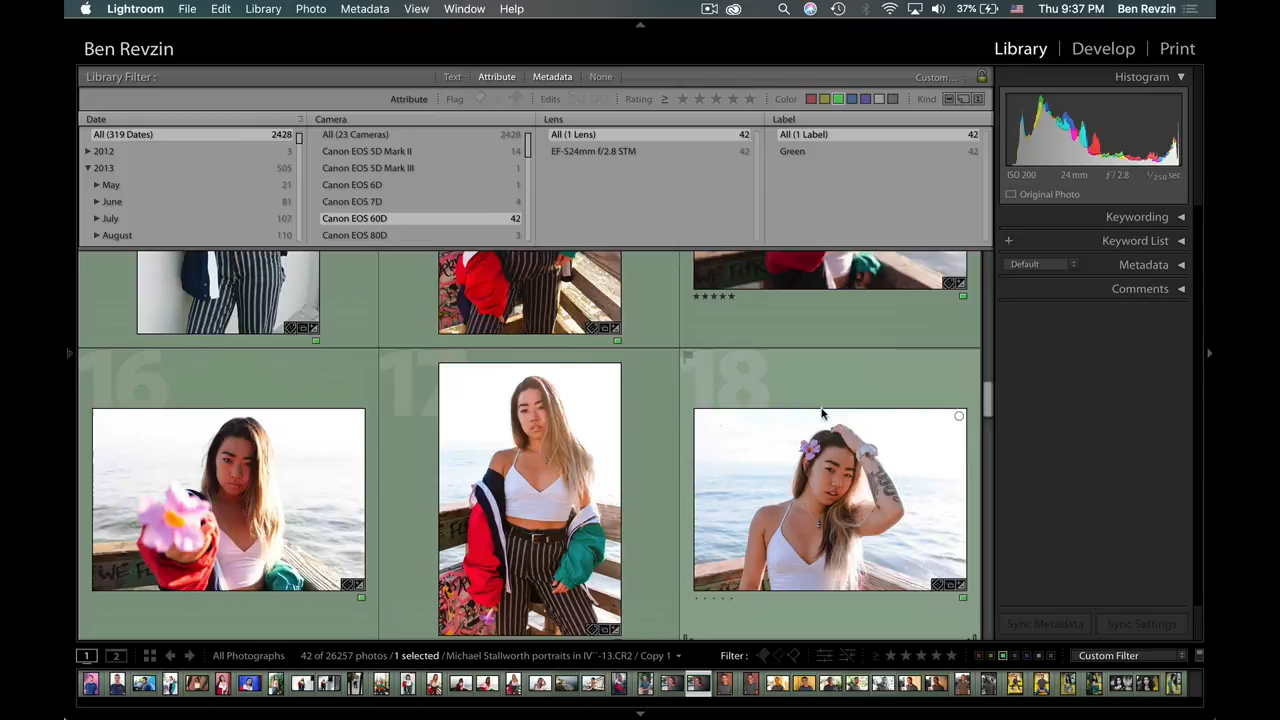 Lightroom File Edit Library Photo Metadata View Window Help 37% Thu 9:37 PM Ben Revzin
Ben Revzin Library | Develop | Print
Library Filter : Text Attribute Metadata None Custom...
Histogram
Attribute Flag Edits Rating ≥ ★★★★★ Color Kind
Date Camera Lens Label
All (319 Dates) 2428 All (23 Cameras) 2428 All (1 Lens) 42 All (1 Label) 42
2012 3 Canon EOS 5D Mark II 14 EF-S24mm f/2.8 STM 42 Green 42
2013 505 Canon EOS 5D Mark III 1
May 21 Canon EOS 6D 1
June 81 Canon EOS 7D 4
July 107 Canon EOS 60D 42
August 110 Canon EOS 80D 3
ISO 200 24 mm ƒ / 2.8 1/250 sec
Original Photo
Keywording
+ Keyword List
Default Metadata
Comments
★★★★★
16 17 18
WE F
Sync Metadata Sync Settings
1 2 All Photographs 42 of 26257 photos / 1 selected / Michael Stallworth portraits in IV¨-13.CR2 / Copy 1 Filter : ≥ ★★★★★ Custom Filter